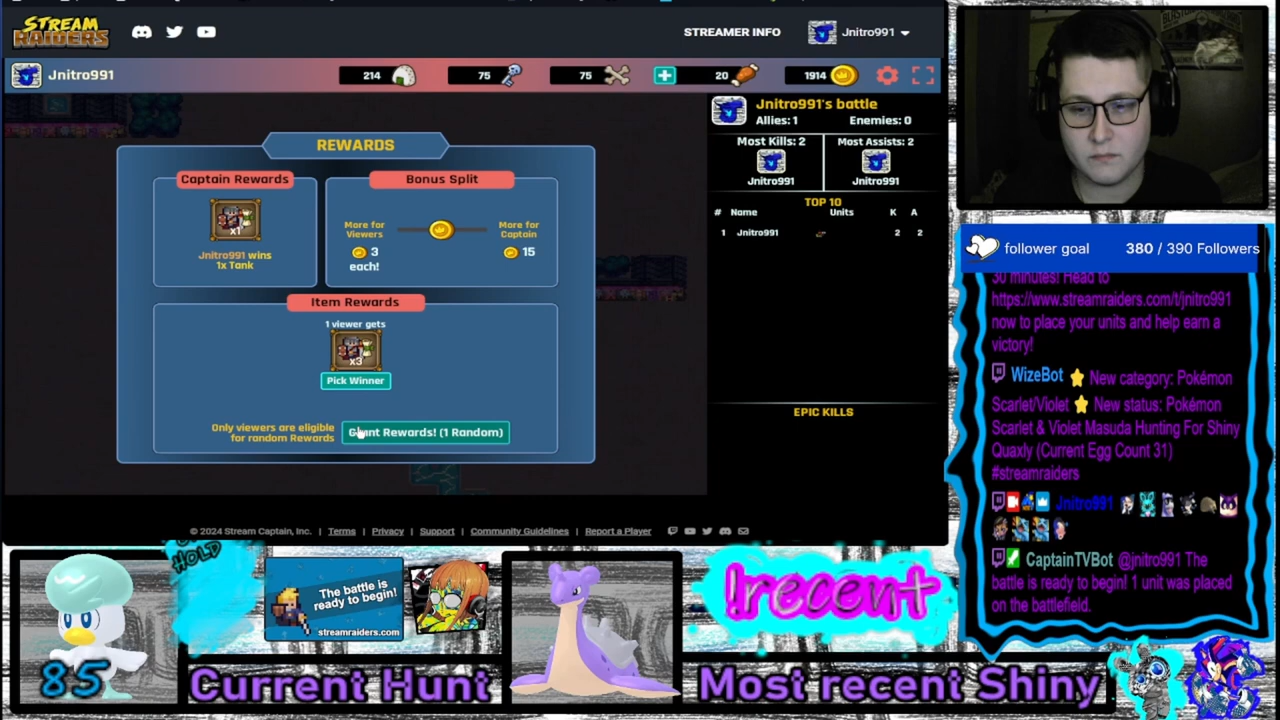 STREAM
RAIDERS
STREAMER INFO
Jnitro991
Jnitro991
214
75
75
20
1914
REWARDS
Captain Rewards
x1
Jnitro991 wins
1x Tank
Bonus Split
More for
Viewers
3
each!
More for
Captain
15
Item Rewards
1 viewer gets
x3
Pick Winner
Only viewers are eligible
for random Rewards
Grant Rewards! (1 Random)
Jnitro991's battle
Allies: 1
Enemies: 0
Most Kills: 2
Jnitro991
Most Assists: 2
Jnitro991
TOP 10
# Name Units K A
1 Jnitro991 2 2
EPIC KILLS
© 2024 Stream Captain, Inc. | Terms | Privacy | Support | Community Guidelines | Report a Player
follower goal 380 / 390 Followers
30 minutes! Head to
https://www.streamraiders.com/t/jnitro991
now to place your units and help earn a
victory!
WizeBot New category: Pokémon
Scarlet/Violet New status: Pokémon
Scarlet & Violet Masuda Hunting For Shiny
Quaxly (Current Egg Count 31)
#streamraiders
Jnitro991
CaptainTVBot @jnitro991 The
battle is ready to begin! 1 unit was placed
on the battlefield.
HOLD
The battle is
ready to begin!
streamraiders.com
!recent
85
Current Hunt
Most recent Shiny